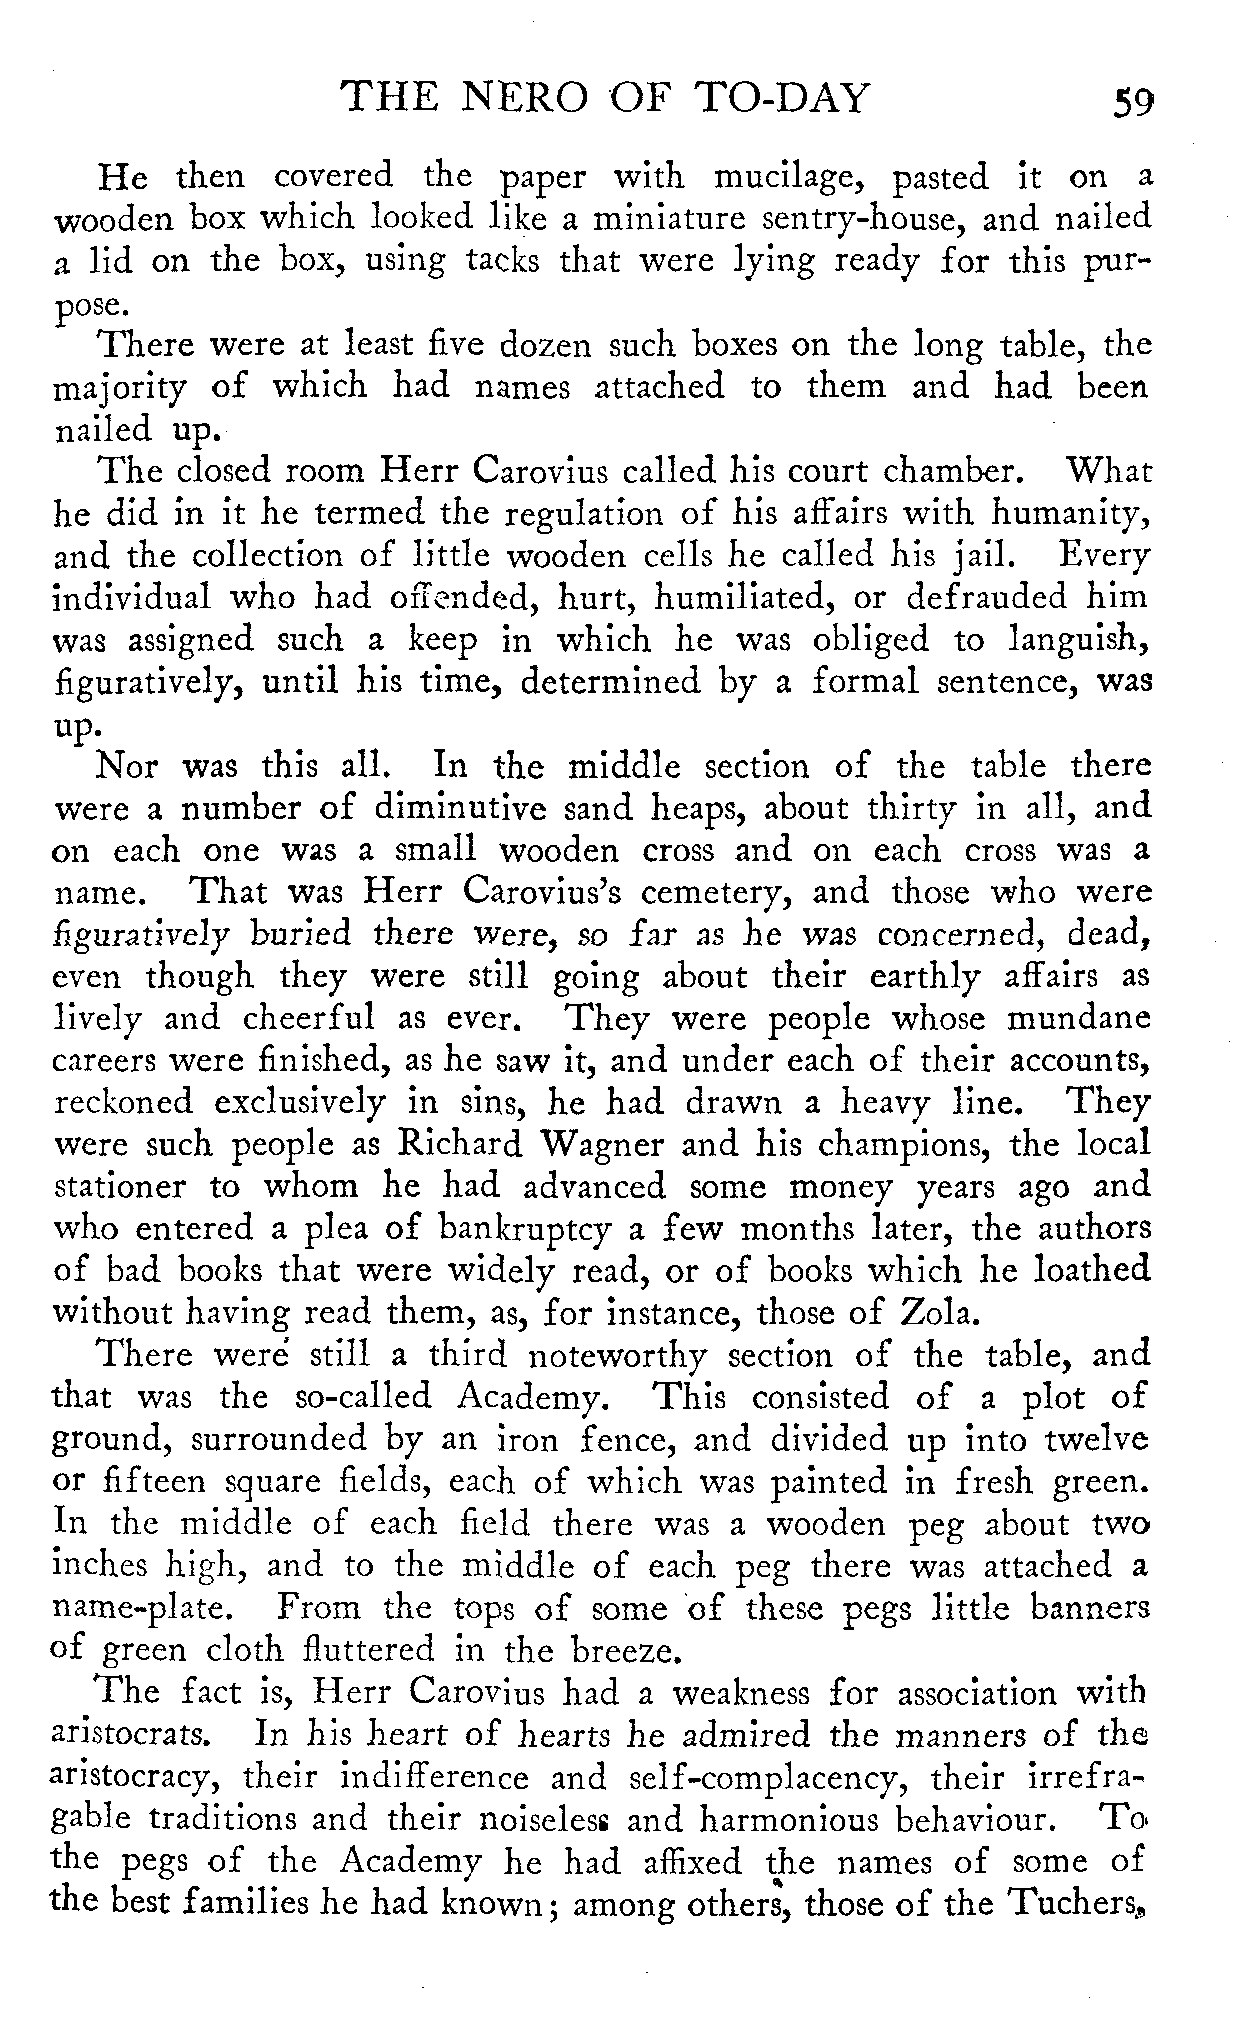 THE NERO OF TO-DAY 59
He then covered the paper with mucilage, pasted it on a
wooden box which looked like a miniature sentry-house, and nailed
a lid on the box, using tacks that were lying ready for this pur-
pose.
There were at least five dozen such boxes on the long table, the
majority of which had names attached to them and had been
nailed up.
The closed room Herr Carovius called his court chamber. What
he did in it he termed the regulation of his affairs with humanity,
and the collection of little wooden cells he called his jail. Every
individual who had offended, hurt, humiliated, or defrauded him
was assigned such a keep in which he was obliged to languish,
figuratively, until his time, determined by a formal sentence, was
up.
Nor was this all. In the middle section of the table there
were a number of diminutive sand heaps, about thirty in all, and
on each one was a small wooden cross and on each cross was a
name. That was Herr Carovius's cemetery, and those who were
figuratively buried there were, so far as he was concerned, dead,
even though they were still going about their earthly affairs as
lively and cheerful as ever. They were people whose mundane
careers were finished, as he saw it, and under each of their accounts,
reckoned exclusively in sins, he had drawn a heavy line. They
were such people as Richard Wagner and his champions, the local
stationer to whom he had advanced some money years ago and
who entered a plea of bankruptcy a few months later, the authors
of bad books that were widely read, or of books which he loathed
without having read them, as, for instance, those of Zola.
There were still a third noteworthy section of the table, and
that was the so-called Academy. This consisted of a plot of
ground, surrounded by an iron fence, and divided up into twelve
or fifteen square fields, each of which was painted in fresh green.
In the middle of each field there was a wooden peg about two
inches high, and to the middle of each peg there was attached a
name-plate. From the tops of some of these pegs little banners
of green cloth fluttered in the breeze.
The fact is, Herr Carovius had a weakness for association with
aristocrats. In his heart of hearts he admired the manners of the
aristocracy, their indifference and self-complacency, their irrefra-
gable traditions and their noiseless and harmonious behaviour. To
the pegs of the Academy he had affixed the names of some of
the best families he had known; among others, those of the Tuchers,